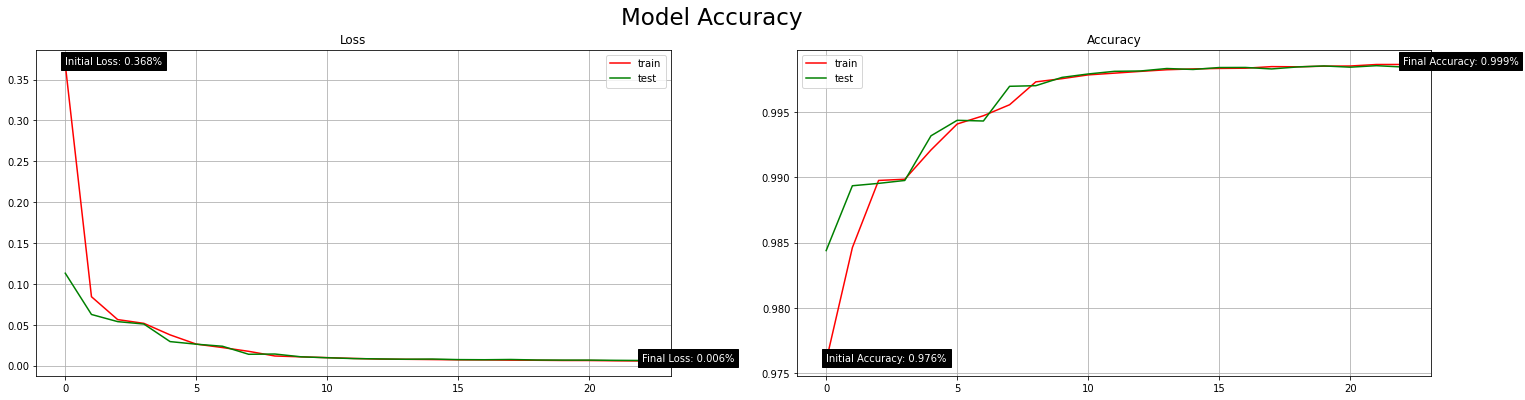 Model Accuracy
Loss
Initial Loss: 0.368%
train
test
0.35
0.30
0.25
0.20
0.15
0.10
0.05
0.00
Final Loss: 0.006%
0 5 10 15 20
Accuracy
train
test
Final Accuracy: 0.999%
0.995
0.990
0.985
0.980
0.975
Initial Accuracy: 0.976%
0 5 10 15 20